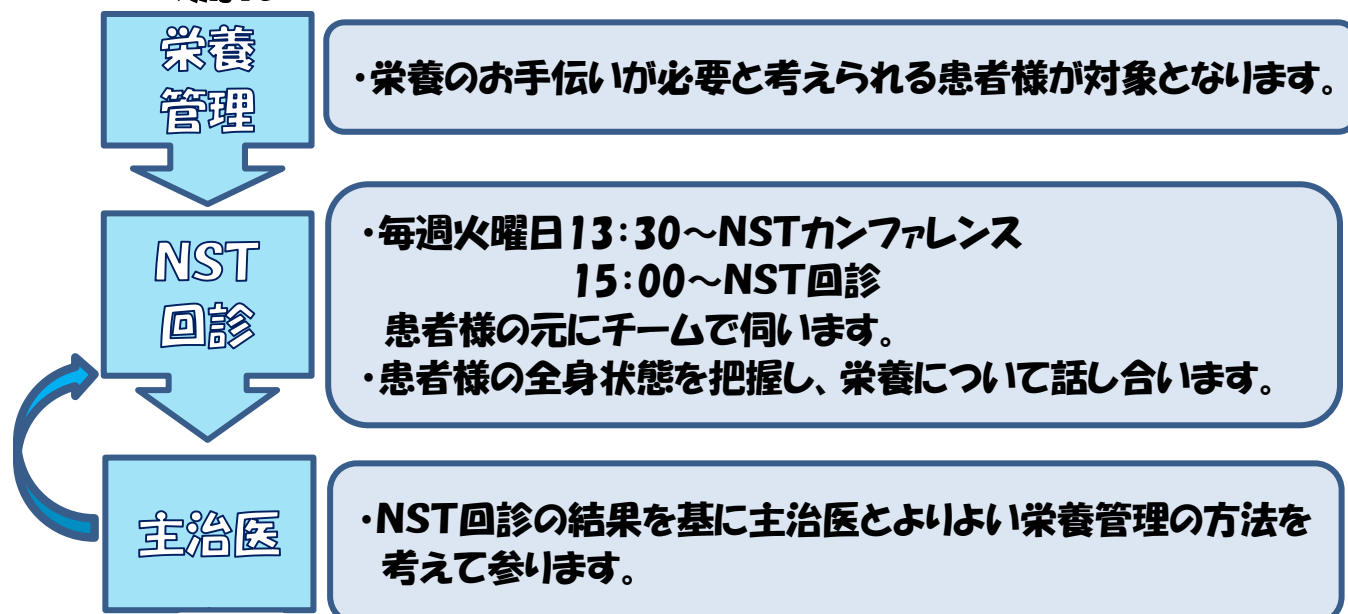 栄養
管理
・栄養のお手伝いが必要と考えられる患者様が対象となります。
NST
回診
・毎週火曜日13:30～NSTカンファレンス
15:00～NST回診
患者様の元にチームで伺います。
・患者様の全身状態を把握し、栄養について話し合います。
主治医
・NST回診の結果を基に主治医とよりよい栄養管理の方法を
考えて参ります。